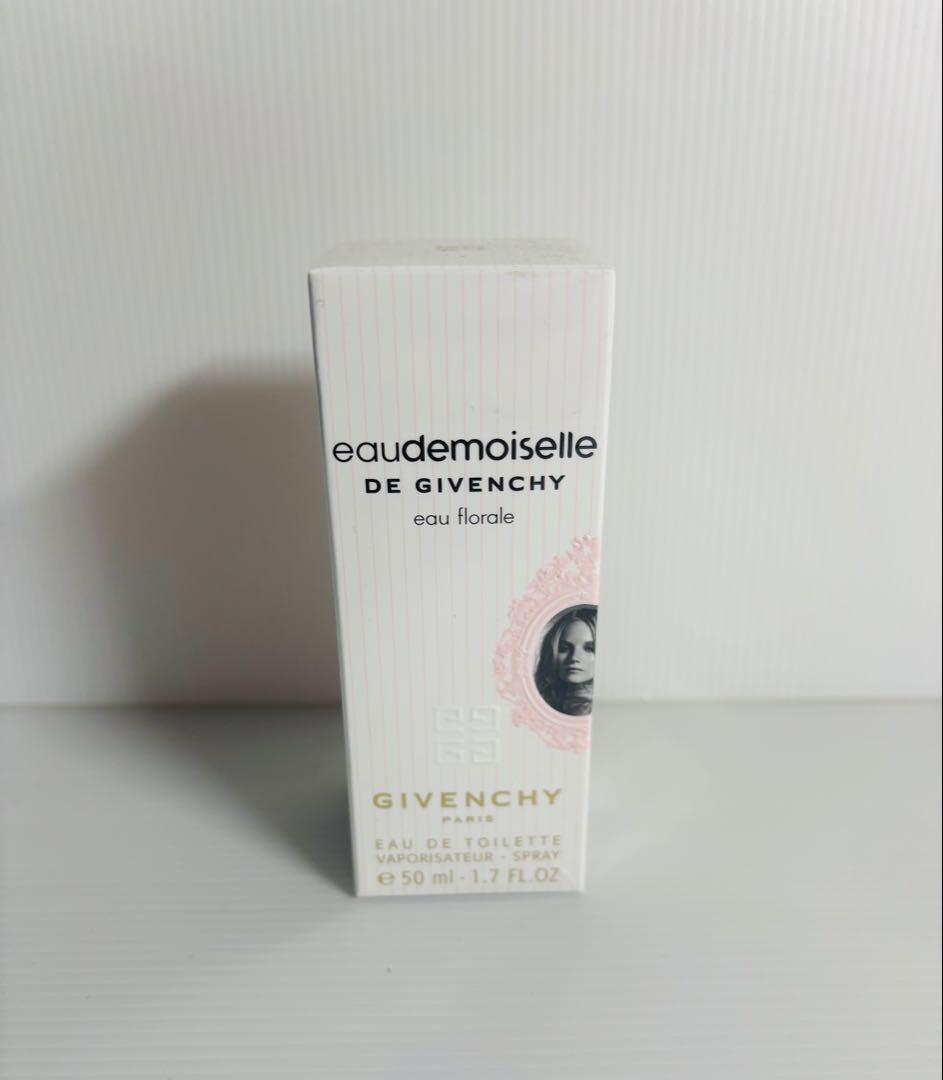 eaudemoiselle
DE GIVENCHY
eau florale
GIVENCHY
PARIS
EAU DE TOILETTE
VAPORISATEUR - SPRAY
℮ 50 ml - 1.7 FL.OZ